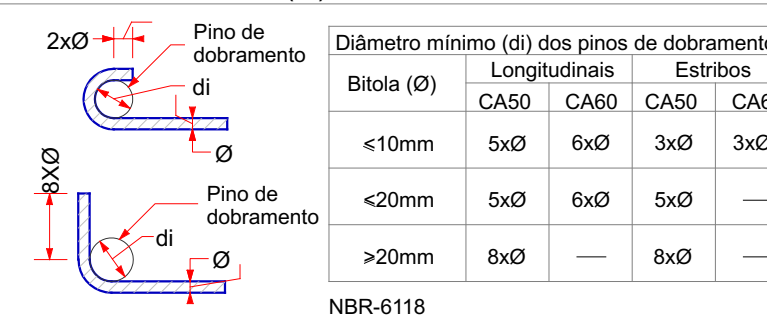 2xØ
Pino de
dobramento
di
Ø
8XØ
Pino de
dobramento
di
Ø
Diâmetro mínimo (di) dos pinos de dobramento
Bitola (Ø) Longitudinais Estribos
CA50 CA60 CA50
≤10mm 5xØ 6xØ 3xØ 3xØ
≤20mm 5xØ 6xØ 5xØ —
≥20mm 8xØ — 8xØ —
NBR-6118